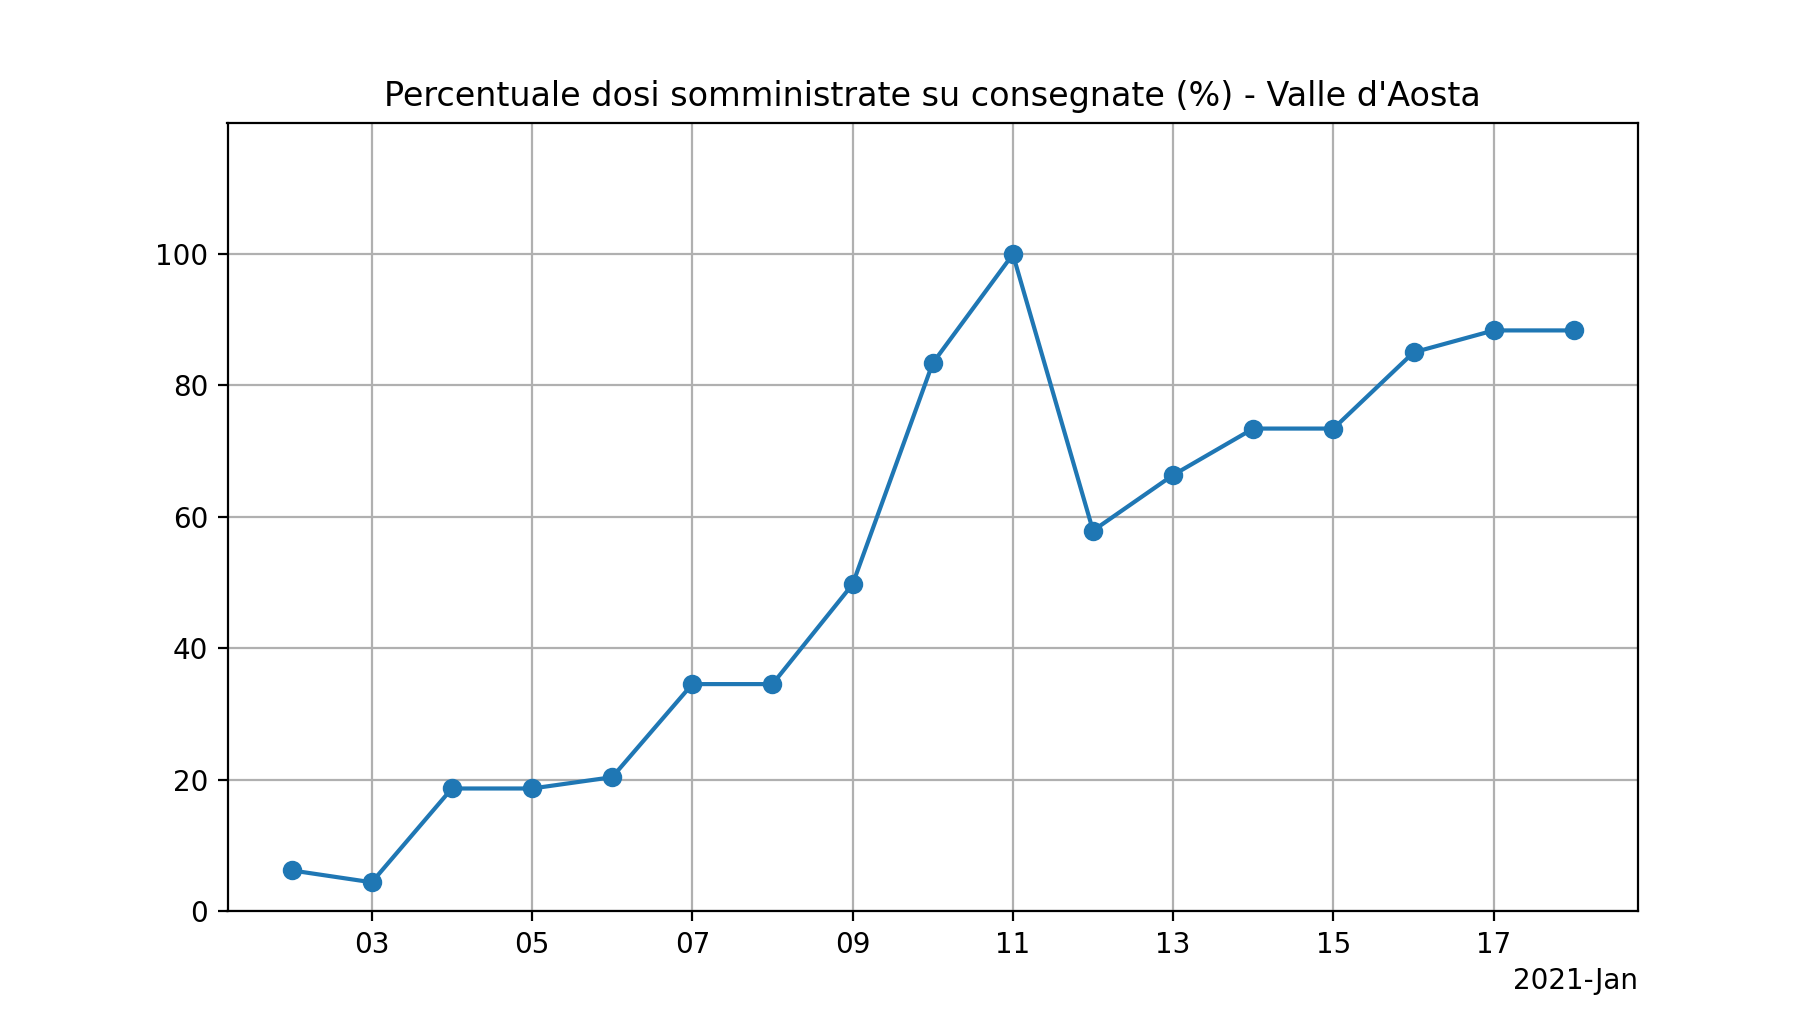 Percentuale dosi somministrate su consegnate (%) - Valle d'Aosta
100
80
60
40
20
0
03 05 07 09 11 13 15 17
2021-Jan